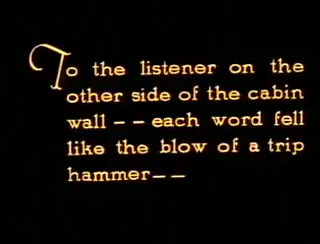 To the listener on the
other side of the cabin
wall -- each word fell
like the blow of a trip
hammer--